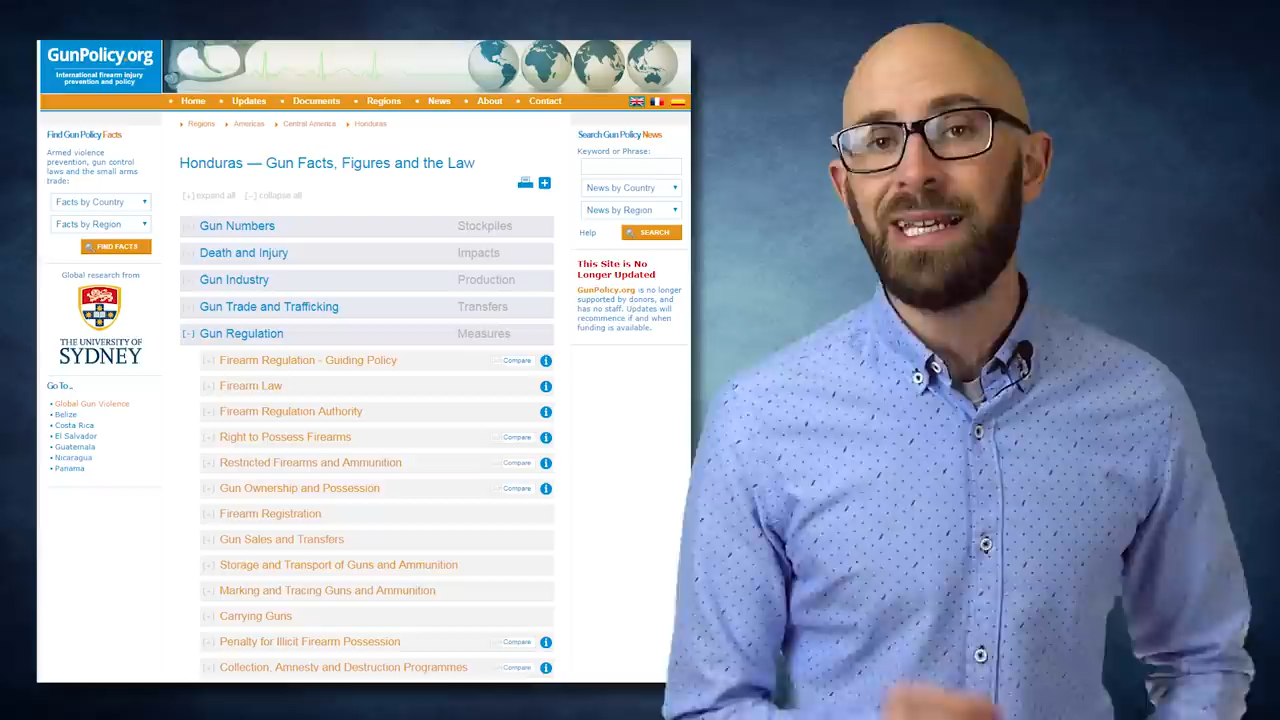 GunPolicy.org
International firearm injury
prevention and policy
Home
Updates
Documents
Regions
News
About
Contact
Regions
Americas
Central America
Honduras
Find Gun Policy Facts
Armed violence
prevention, gun control
laws and the small arms
trade:
Facts by Country
Facts by Region
FIND FACTS
Global research from
THE UNIVERSITY OF
SYDNEY
Go To...
Global Gun Violence
Belize
Costa Rica
El Salvador
Guatemala
Nicaragua
Panama
Honduras — Gun Facts, Figures and the Law
[+] expand all [-] collapse all
Gun Numbers Stockpiles
Death and Injury Impacts
Gun Industry Production
Gun Trade and Trafficking Transfers
[-] Gun Regulation Measures
Firearm Regulation - Guiding Policy Compare
Firearm Law
Firearm Regulation Authority
Right to Possess Firearms Compare
Restricted Firearms and Ammunition Compare
Gun Ownership and Possession Compare
Firearm Registration
Gun Sales and Transfers
Storage and Transport of Guns and Ammunition
Marking and Tracing Guns and Ammunition
Carrying Guns
Penalty for Illicit Firearm Possession Compare
Collection, Amnesty and Destruction Programmes Compare
Search Gun Policy News
Keyword or Phrase:
News by Country
News by Region
Help SEARCH
This Site is No
Longer Updated
GunPolicy.org is no longer
supported by donors, and
has no staff. Updates will
recommence if and when
funding is available.